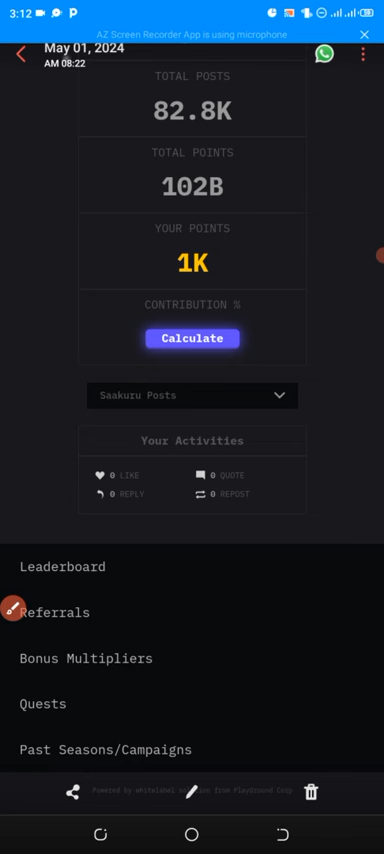 3:12
AZ Screen Recorder App is using microphone
May 01, 2024
AM 08:22
TOTAL POSTS
82.8K
TOTAL POINTS
102B
YOUR POINTS
1K
CONTRIBUTION %
Calculate
Saakuru Posts
Your Activities
0 LIKE
0 QUOTE
0 REPLY
0 REPOST
Leaderboard
Referrals
Bonus Multipliers
Quests
Past Seasons/Campaigns
Powered by whitelabel from PlayGround Corp